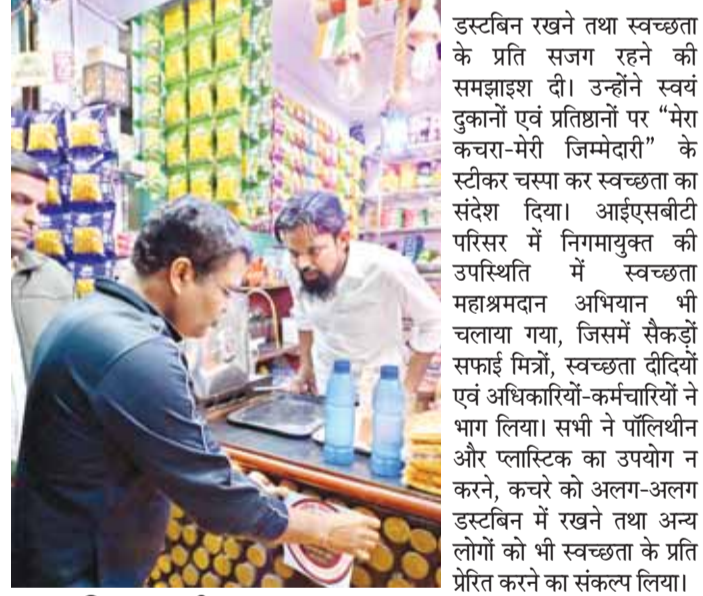 डस्टबिन रखने तथा स्वच्छता
के प्रति सजग रहने की
समझाइश दी। उन्होंने स्वयं
दुकानों एवं प्रतिष्ठानों पर “मेरा
कचरा-मेरी जिम्मेदारी” के
स्टीकर चस्पा कर स्वच्छता का
संदेश दिया। आईएसबीटी
परिसर में निगमायुक्त की
उपस्थिति में स्वच्छता
महाश्रमदान अभियान भी
चलाया गया, जिसमें सैकड़ों
सफाई मित्रों, स्वच्छता दीदियों
एवं अधिकारियों-कर्मचारियों ने
भाग लिया। सभी ने पॉलिथीन
और प्लास्टिक का उपयोग न
करने, कचरे को अलग-अलग
डस्टबिन में रखने तथा अन्य
लोगों को भी स्वच्छता के प्रति
प्रेरित करने का संकल्प लिया।